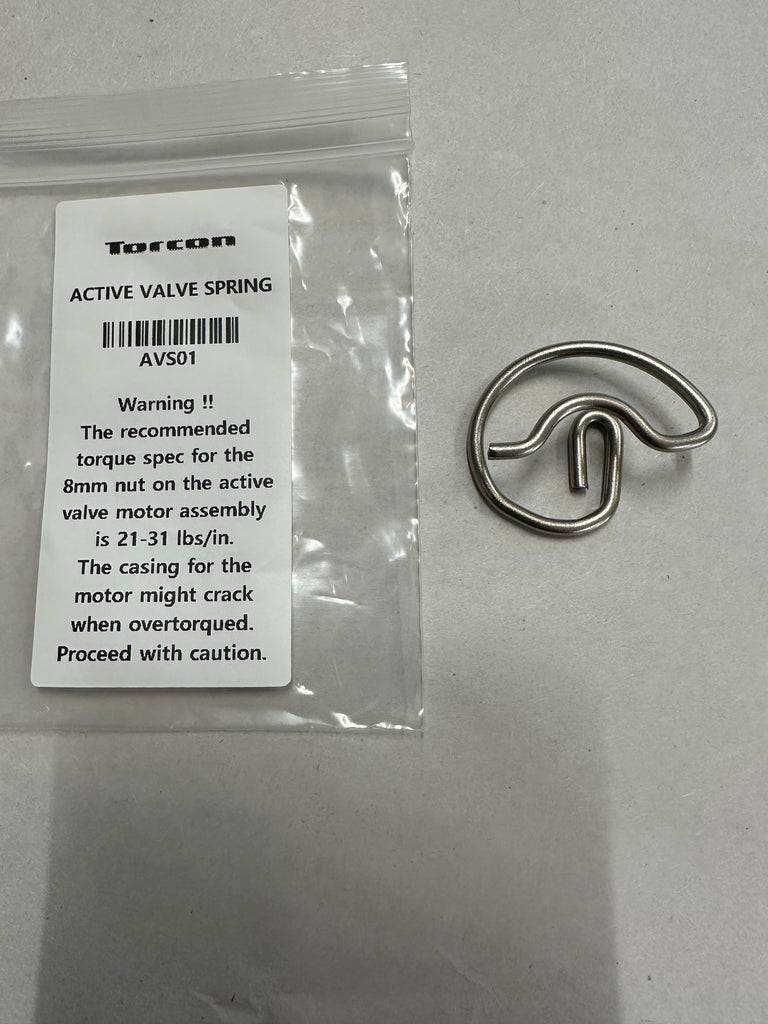 Torcon
ACTIVE VALVE SPRING
AVS01
Warning !!
The recommended
torque spec for the
8mm nut on the active
valve motor assembly
is 21-31 lbs/in.
The casing for the
motor might crack
when overtorqued.
Proceed with caution.